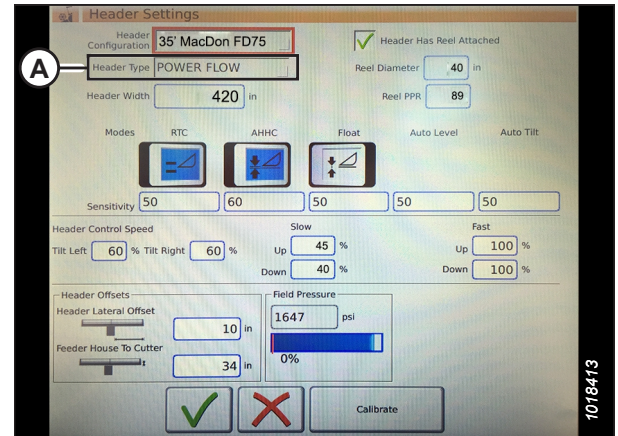 Header Settings
Header Configuration 35' MacDon FD75
Header Has Reel Attached
A
Header Type POWER FLOW
Reel Diameter 40 in
Header Width 420 in
Reel PPR 89
Modes RTC AHHC Float Auto Level Auto Tilt
Sensitivity 50 60 50 50 50
Header Control Speed
Slow
Fast
Tilt Left 60 % Tilt Right 60 %
Up 45 %
Up 100 %
Down 40 %
Down 100 %
Header Offsets
Header Lateral Offset
10 in
Feeder House To Cutter
34 in
Field Pressure
1647 psi
0%
Calibrate
1018413